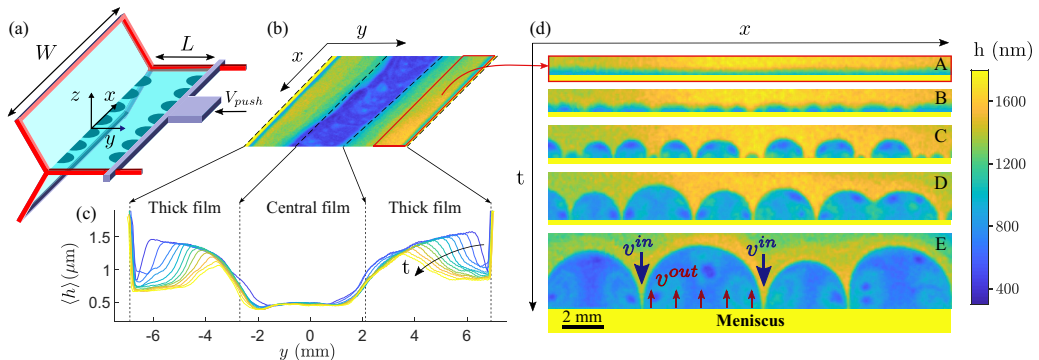 (a)
W
L
z
x
y
V_push
(b)
y
x
(c)
Thick film
Central film
Thick film
⟨h⟩(μm)
1.5
1
0.5
t
-6
-4
-2
0
2
4
6
y (mm)
(d)
x
t
A
B
C
D
E
v^in
v^in
v^out
2 mm
Meniscus
h (nm)
1600
1200
800
400